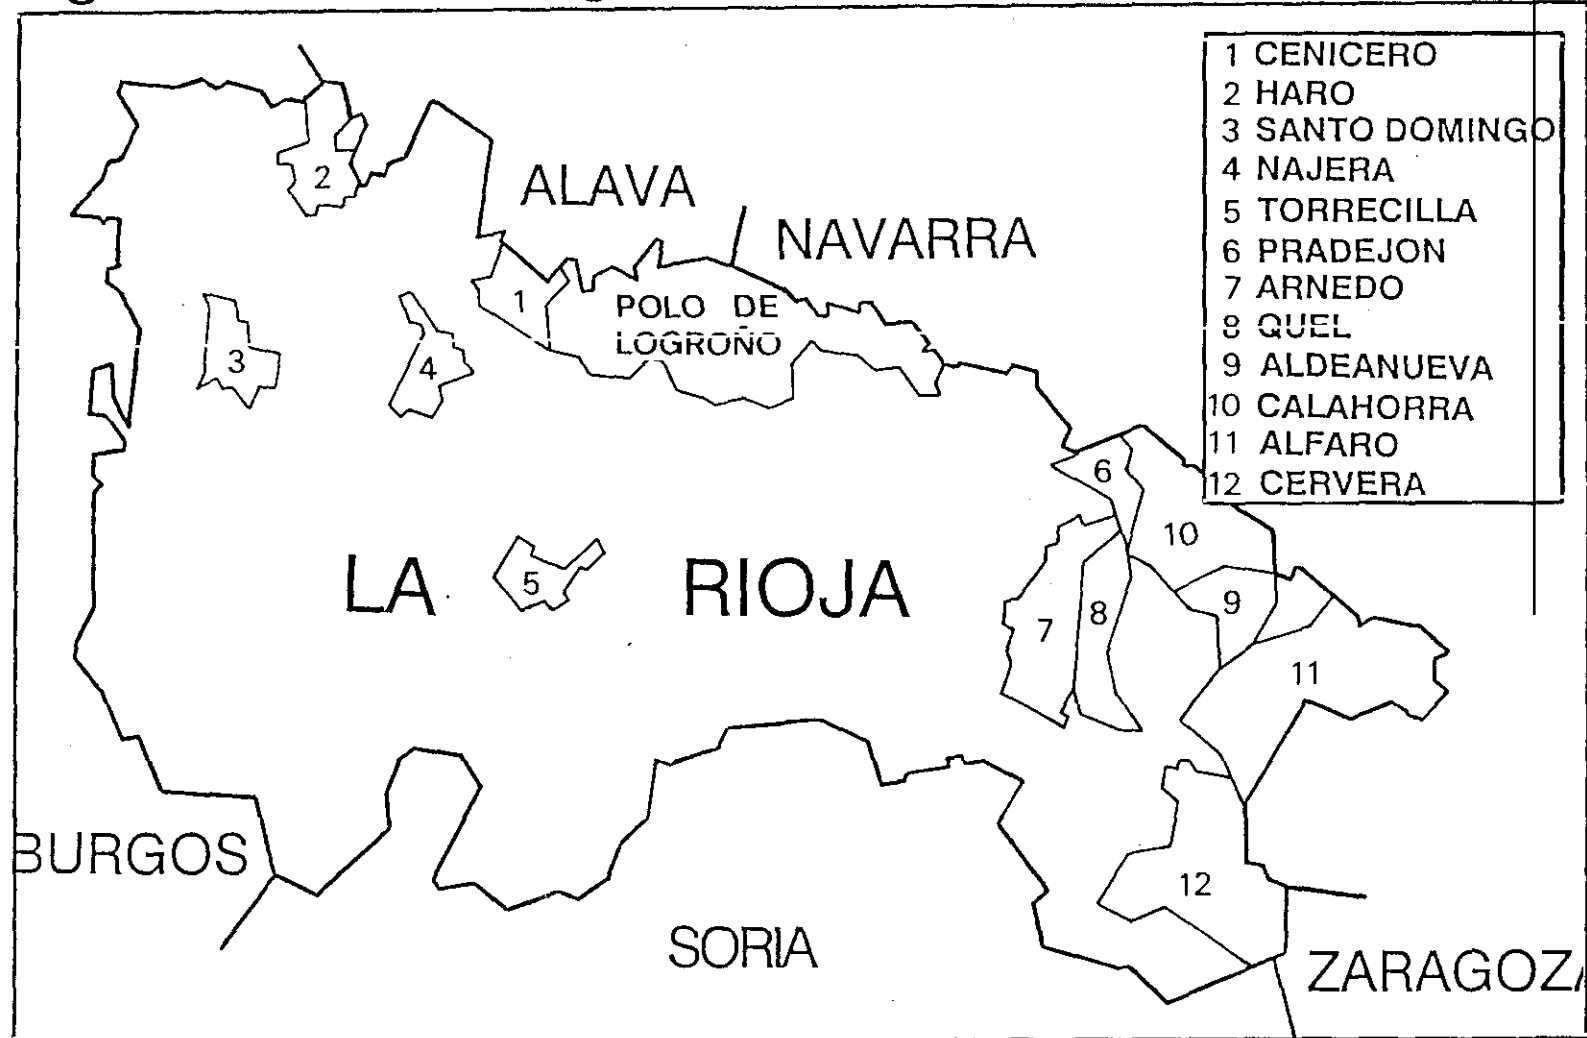 1 CENICERO
2 HARO
3 SANTO DOMINGO
4 NAJERA
5 TORRECILLA
6 PRADEJON
7 ARNEDO
8 QUEL
9 ALDEANUEVA
10 CALAHORRA
11 ALFARO
12 CERVERA
2
ALAVA
NAVARRA
1
POLO DE
LOGROÑO
3
4
6
10
LA RIOJA
5
9
8
7
11
BURGOS
12
SORIA